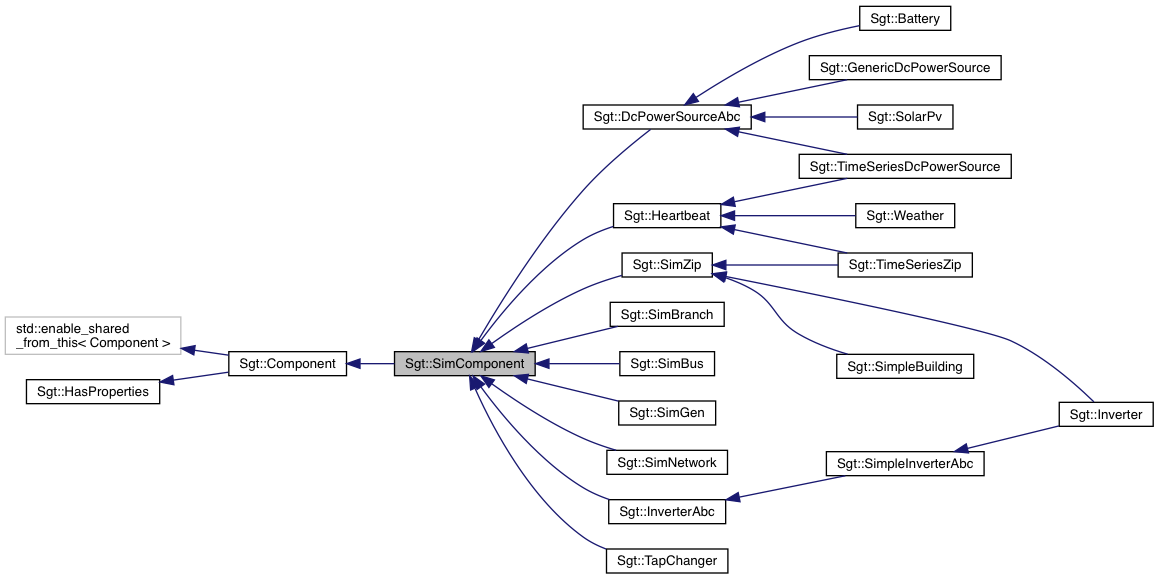 Sgt::Battery
Sgt::GenericDcPowerSource
Sgt::DcPowerSourceAbc
Sgt::SolarPv
Sgt::TimeSeriesDcPowerSource
Sgt::Heartbeat
Sgt::Weather
Sgt::SimZip
Sgt::TimeSeriesZip
Sgt::SimBranch
std::enable_shared
_from_this< Component >
Sgt::Component
Sgt::SimComponent
Sgt::SimBus
Sgt::SimpleBuilding
Sgt::HasProperties
Sgt::SimGen
Sgt::Inverter
Sgt::SimNetwork
Sgt::SimpleInverterAbc
Sgt::InverterAbc
Sgt::TapChanger